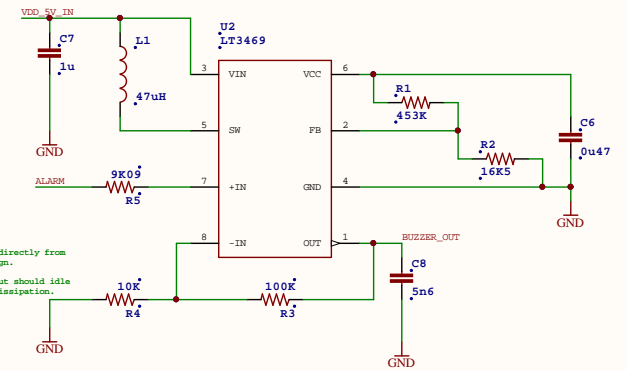 VDD_5V_IN
U2
LT3469
C7
1u
L1
47uH
3
VIN
VCC
6
R1
453K
5
SW
FB
2
R2
16K5
C6
0u47
GND
ALARM
9K09
R5
7
+IN
GND
4
GND
8
-IN
OUT
1
BUZZER_OUT
directly from
gn.
ut should idle
issipation.
10K
R4
100K
R3
C8
5n6
GND
GND